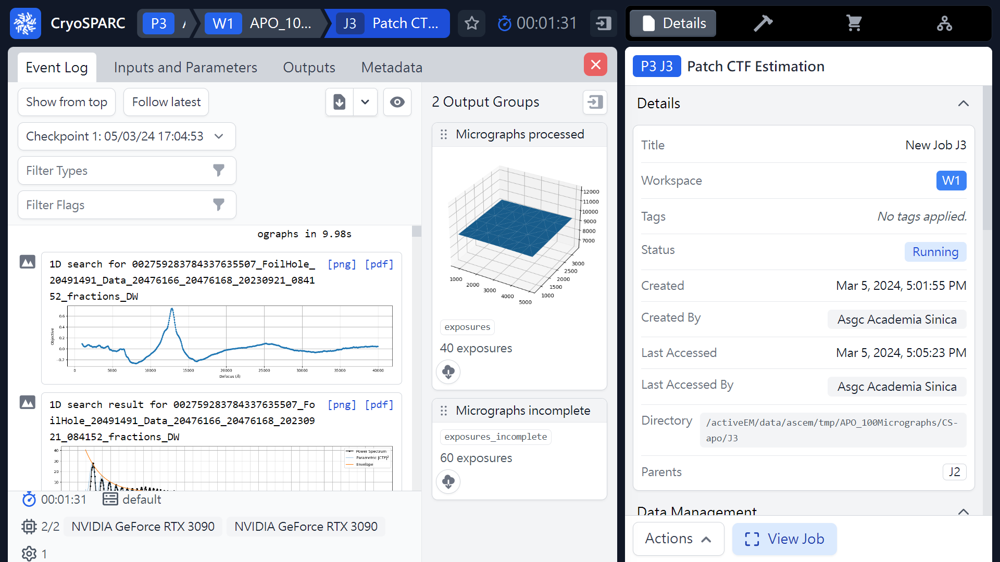 CryoSPARC
P3
W1 APO_10...
J3 Patch CT...
00:01:31
Details
Event Log
Inputs and Parameters
Outputs
Metadata
Show from top
Follow latest
Checkpoint 1: 05/03/24 17:04:53
Filter Types
Filter Flags
ographs in 9.98s
1D search for 002759283784337635507_FoilHole_
20491491_Data_20476166_20476168_20230921_0841
52_fractions_DW
[png] [pdf]
Objective
0.6
0.4
0.2
0.0
−0.2
0 5000 10000 15000 20000 25000 30000 35000 40000
Defocus (Å)
1D search result for 002759283784337635507_Fo
ilHole_20491491_Data_20476166_20476168_202309
21_084152_fractions_DW
[png] [pdf]
40
30
20
10
Power Spectrum
Parametric |CTF|²
Envelope
00:01:31
default
2/2
NVIDIA GeForce RTX 3090
NVIDIA GeForce RTX 3090
1
2 Output Groups
Micrographs processed
12000
11000
10000
9000
8000
7000
3000
2500
2000
1500
1000
1000
2000
3000
4000
5000
exposures
40 exposures
Micrographs incomplete
exposures_incomplete
60 exposures
P3 J3 Patch CTF Estimation
Details
Title New Job J3
Workspace W1
Tags No tags applied.
Status Running
Created Mar 5, 2024, 5:01:55 PM
Created By Asgc Academia Sinica
Last Accessed Mar 5, 2024, 5:05:23 PM
Last Accessed By Asgc Academia Sinica
Directory /activeEM/data/ascem/tmp/APO_100Micrographs/CS-
apo/J3
Parents J2
Data Management
Actions
View Job